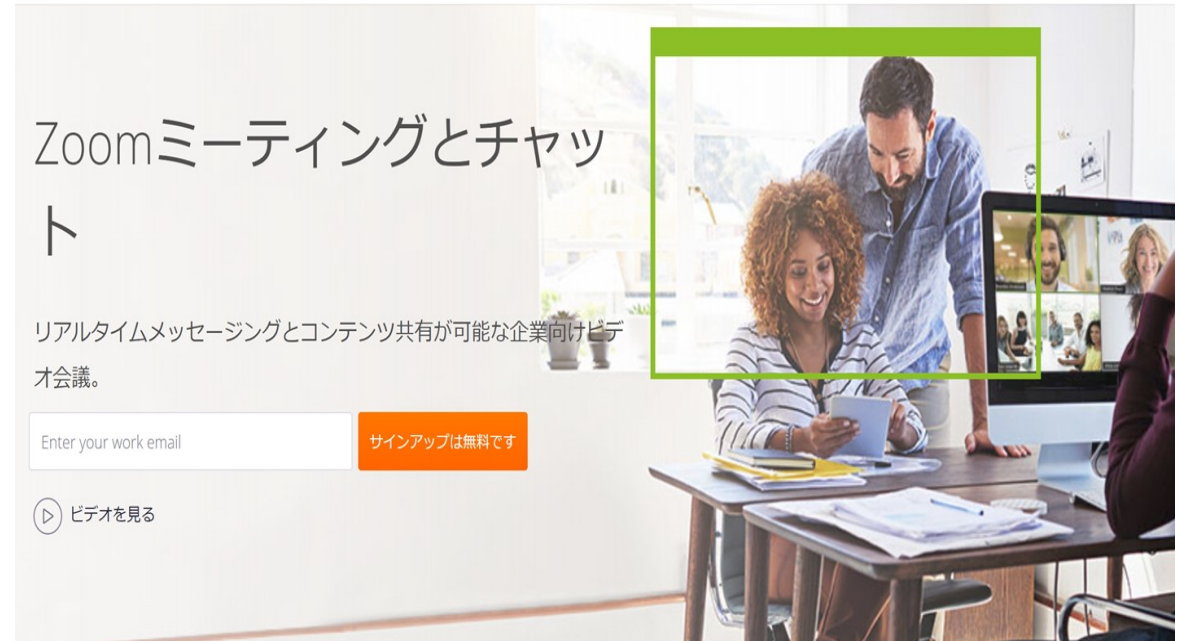 Zoomミーティングとチャッ
ト
リアルタイムメッセージングとコンテンツ共有が可能な企業向けビデ
オ会議。
Enter your work email
サインアップは無料です
ビデオを見る